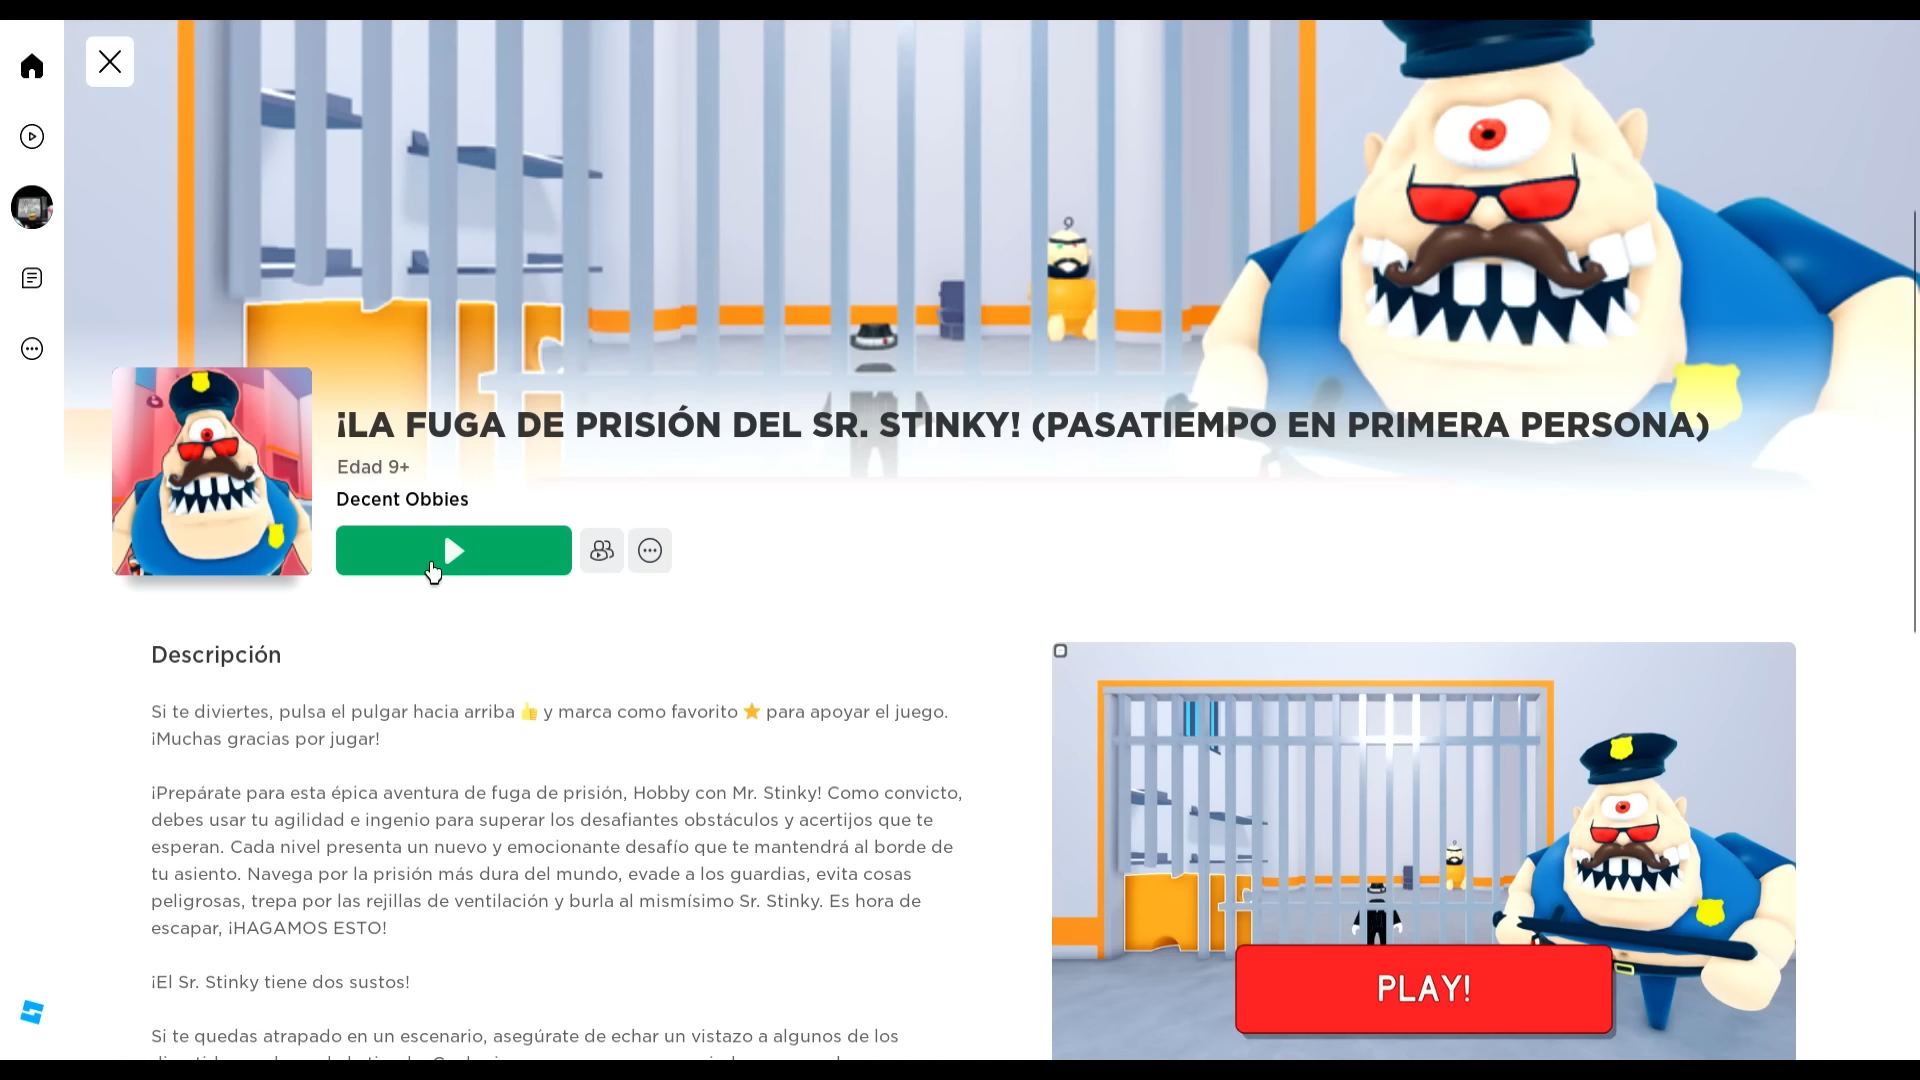 ¡LA FUGA DE PRISIÓN DEL SR. STINKY! (PASATIEMPO EN PRIMERA PERSONA)
Edad 9+
Decent Obbies
Descripción
Si te diviertes, pulsa el pulgar hacia arriba 👍 y marca como favorito ⭐ para apoyar el juego.
¡Muchas gracias por jugar!
¡Prepárate para esta épica aventura de fuga de prisión, Hobby con Mr. Stinky! Como convicto,
debes usar tu agilidad e ingenio para superar los desafiantes obstáculos y acertijos que te
esperan. Cada nivel presenta un nuevo y emocionante desafío que te mantendrá al borde de
tu asiento. Navega por la prisión más dura del mundo, evade a los guardias, evita cosas
peligrosas, trepa por las rejillas de ventilación y burla al mismísimo Sr. Stinky. Es hora de
escapar, ¡HAGAMOS ESTO!
¡El Sr. Stinky tiene dos sustos!
Si te quedas atrapado en un escenario, asegúrate de echar un vistazo a algunos de los
PLAY!